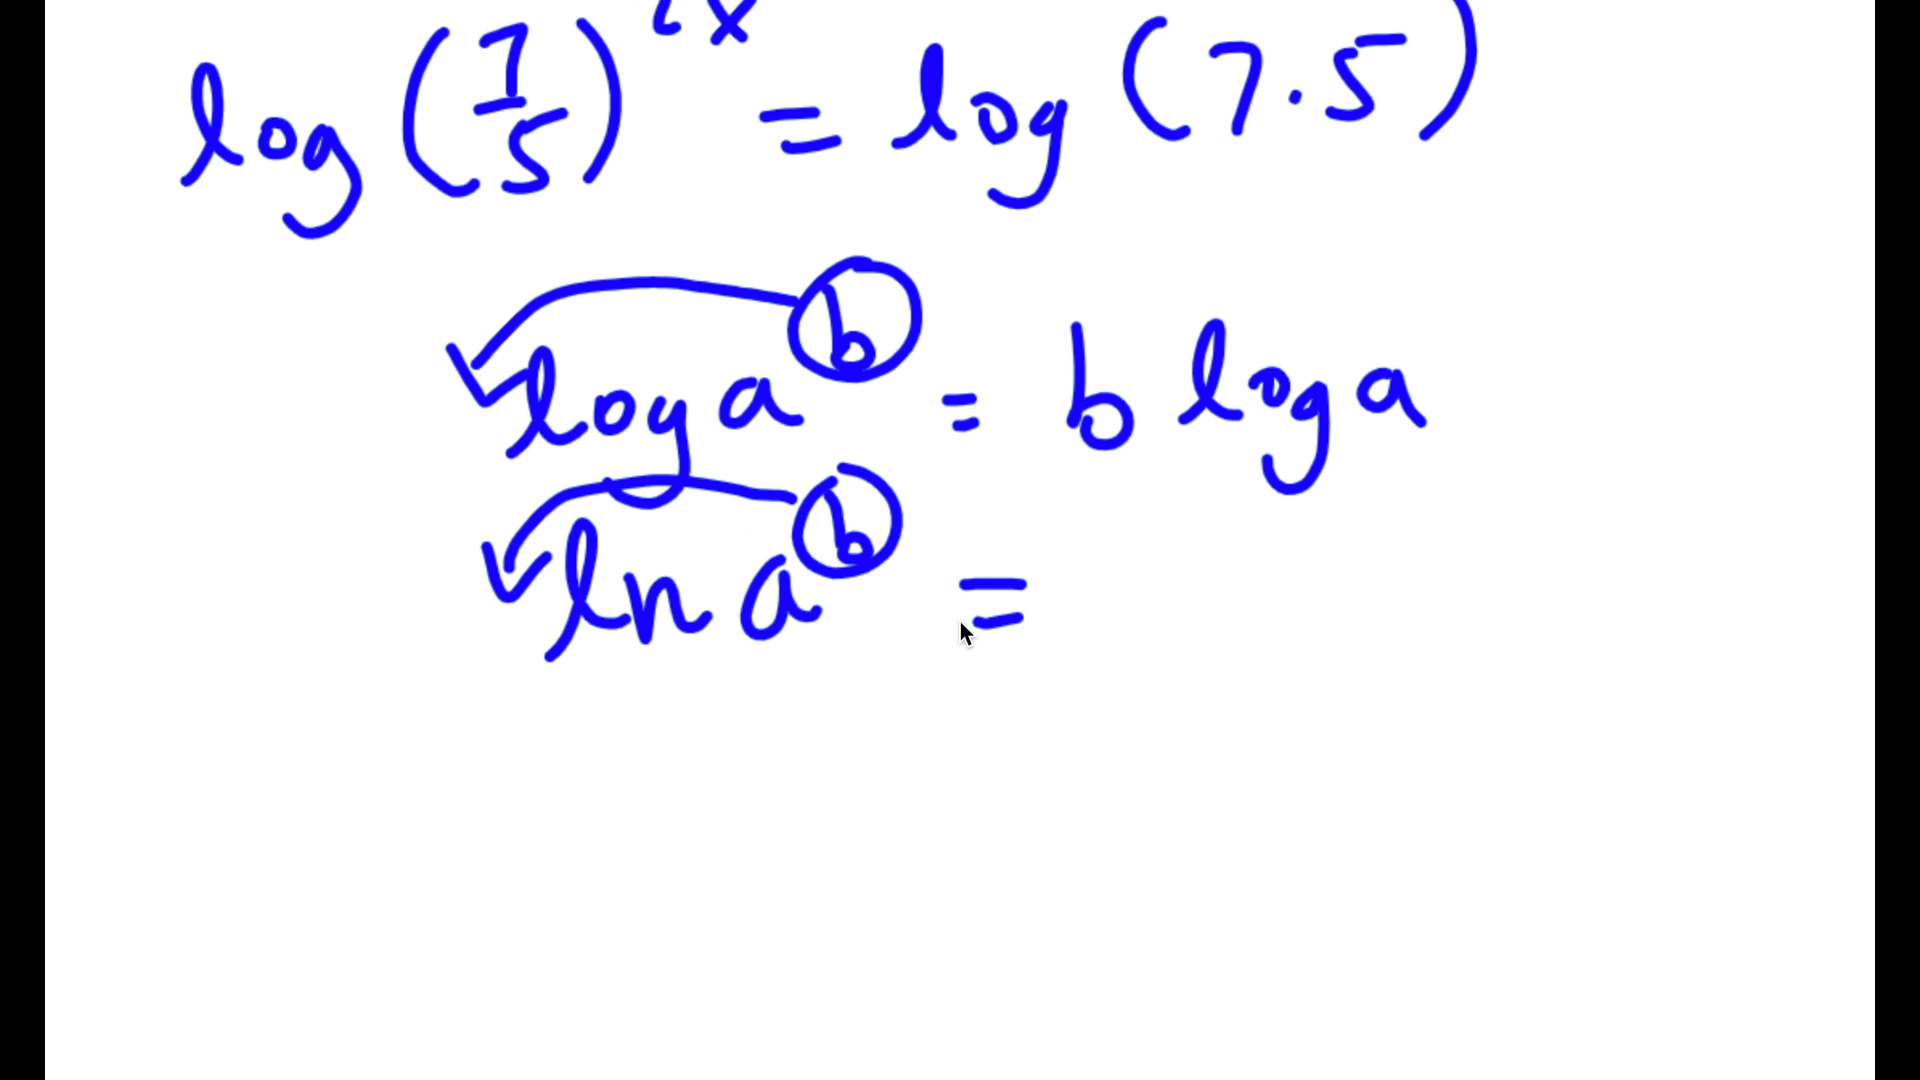 log (7/5)^2x = log (7.5)
log a^b = b log a
ln a^b =